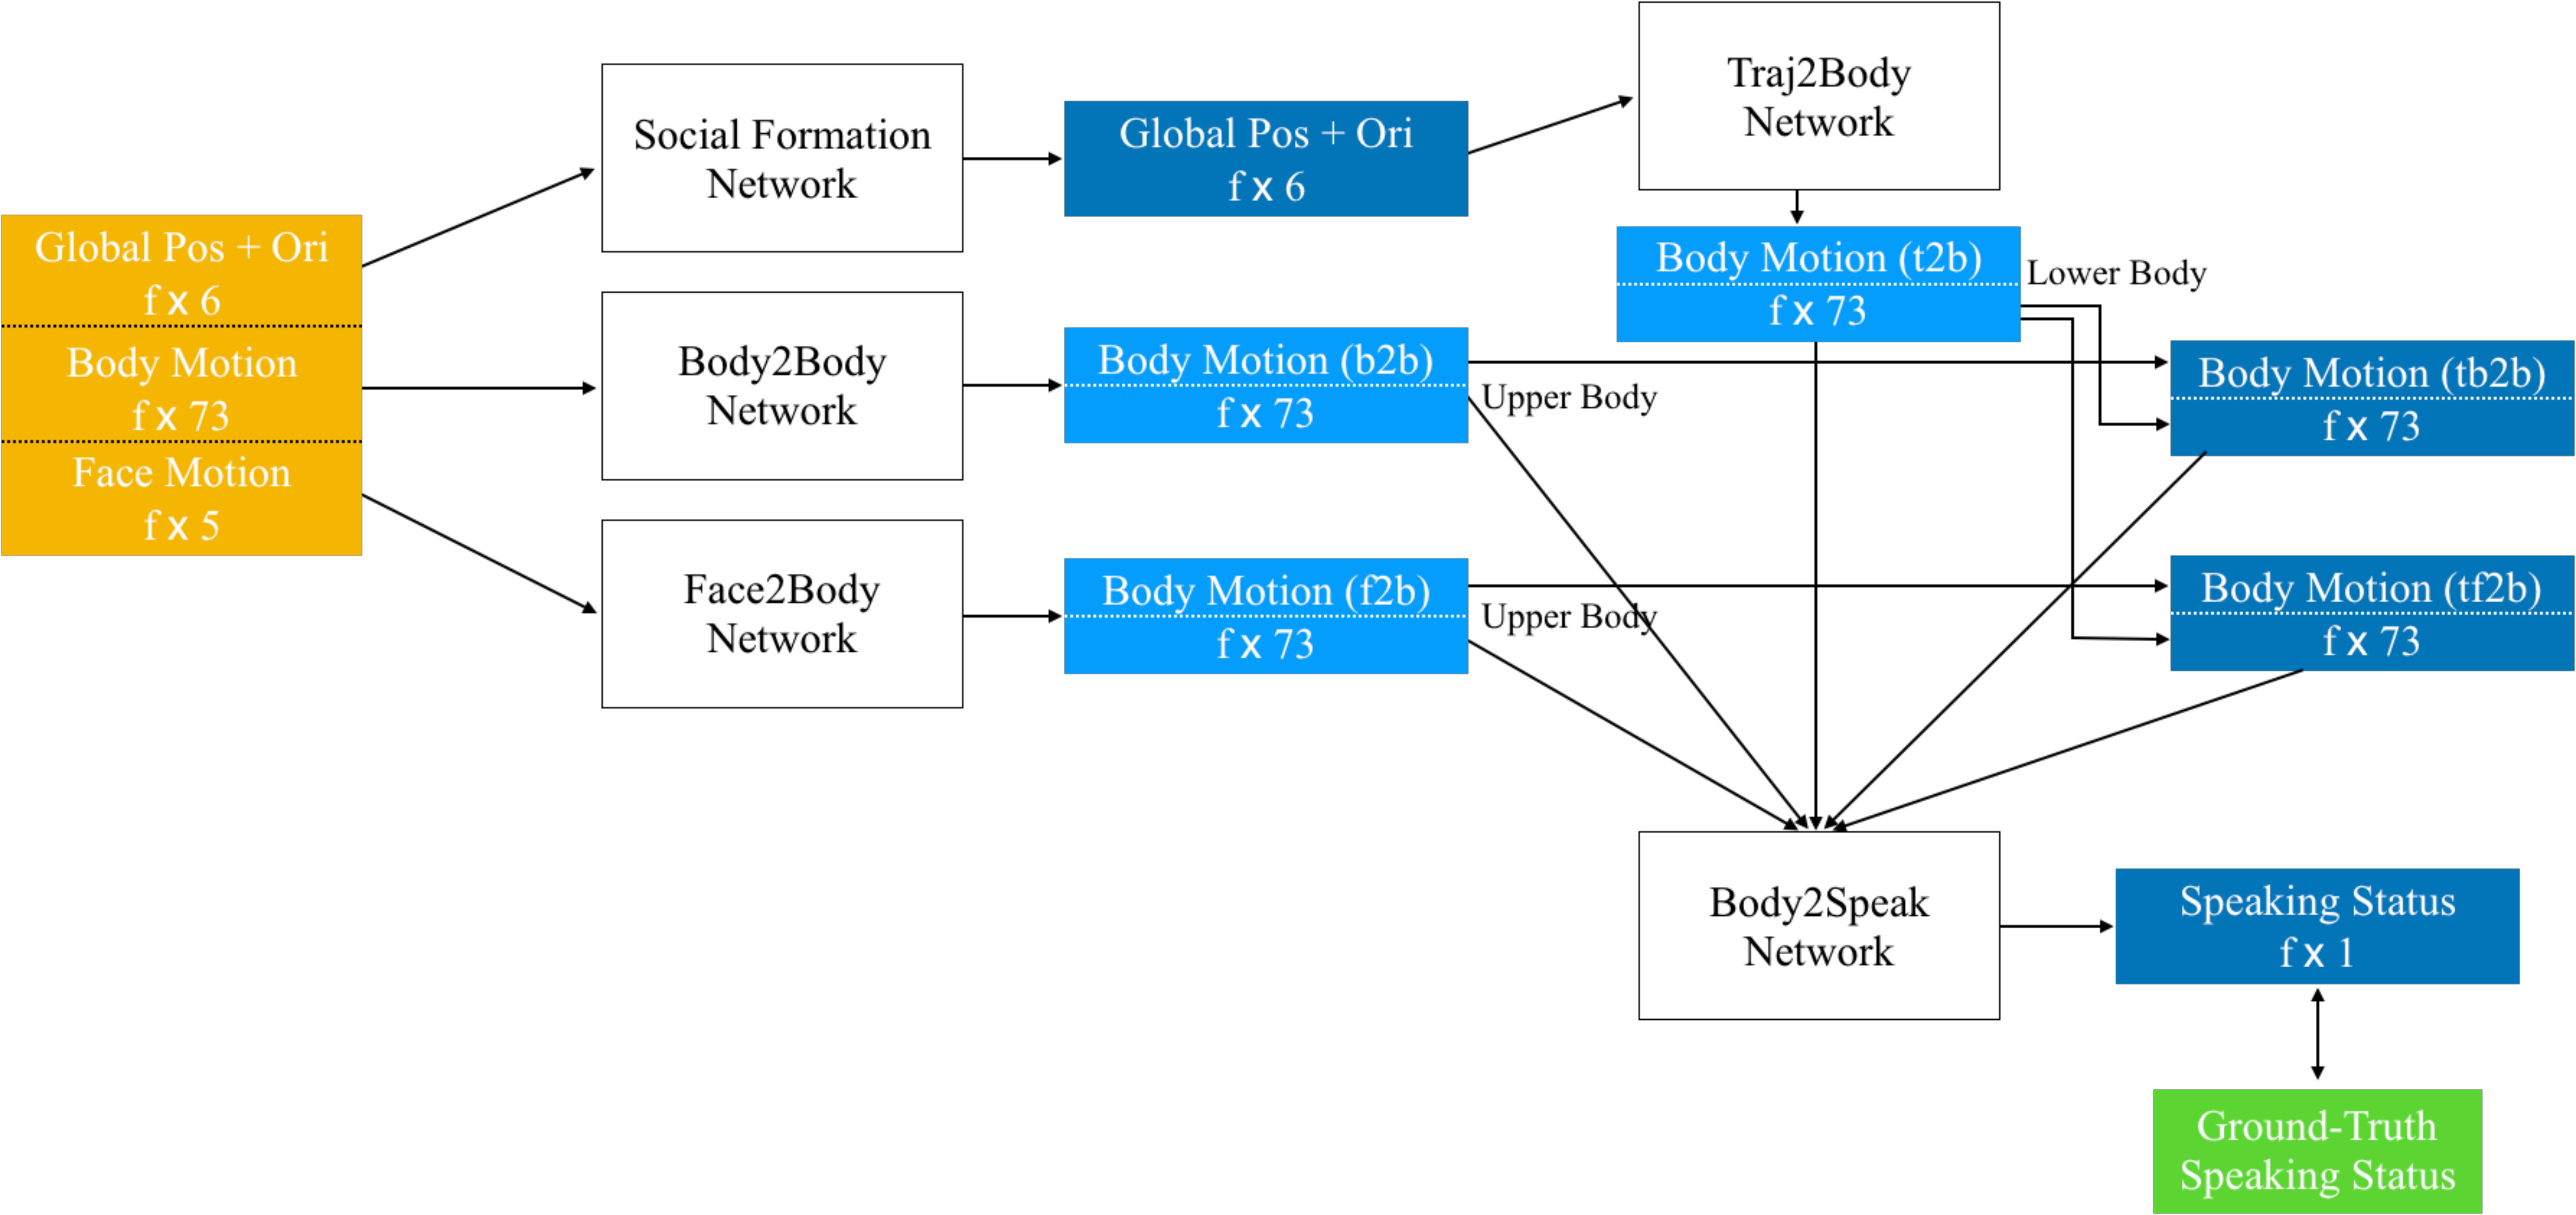 Global Pos + Ori
f x 6
Body Motion
f x 73
Face Motion
f x 5
Social Formation
Network
Body2Body
Network
Face2Body
Network
Global Pos + Ori
f x 6
Body Motion (b2b)
f x 73
Upper Body
Body Motion (f2b)
f x 73
Upper Body
Traj2Body
Network
Body Motion (t2b)
f x 73
Lower Body
Body Motion (tb2b)
f x 73
Body Motion (tf2b)
f x 73
Body2Speak
Network
Speaking Status
f x 1
Ground-Truth
Speaking Status